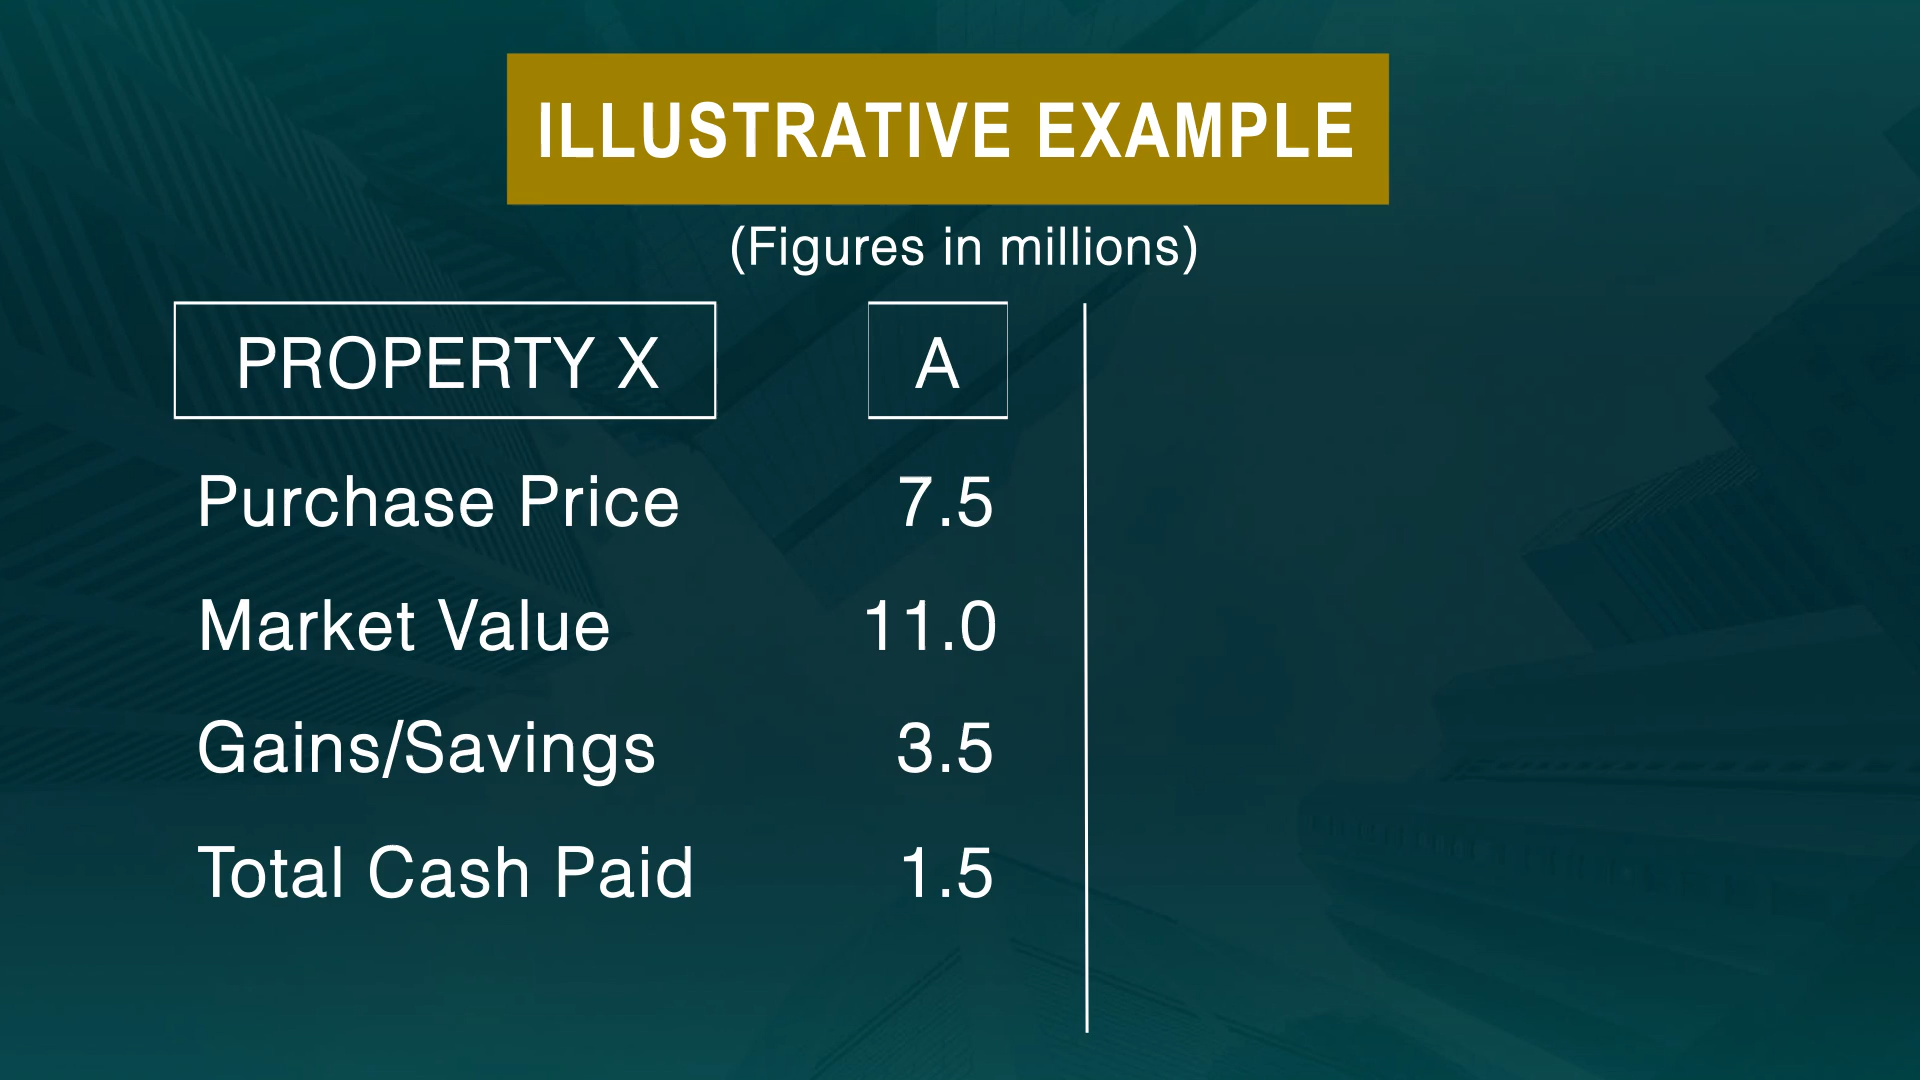 ILLUSTRATIVE EXAMPLE
(Figures in millions)
PROPERTY X A
Purchase Price 7.5
Market Value 11.0
Gains/Savings 3.5
Total Cash Paid 1.5